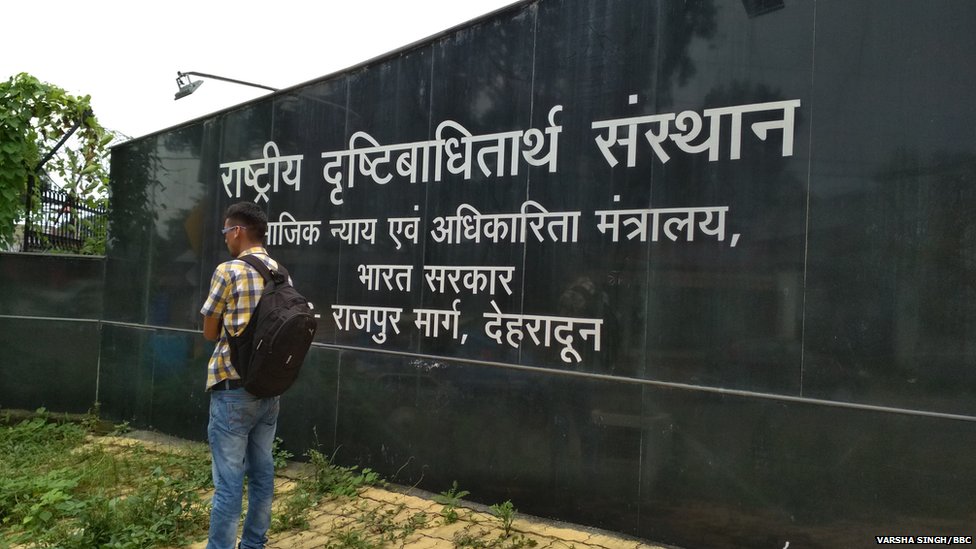 राष्ट्रीय दृष्टिबाधितार्थ संस्थान
ाजिक न्याय एवं अधिकारिता मंत्रालय,
भारत सरकार
राजपुर मार्ग, देहरादून
VARSHA SINGH/BBC